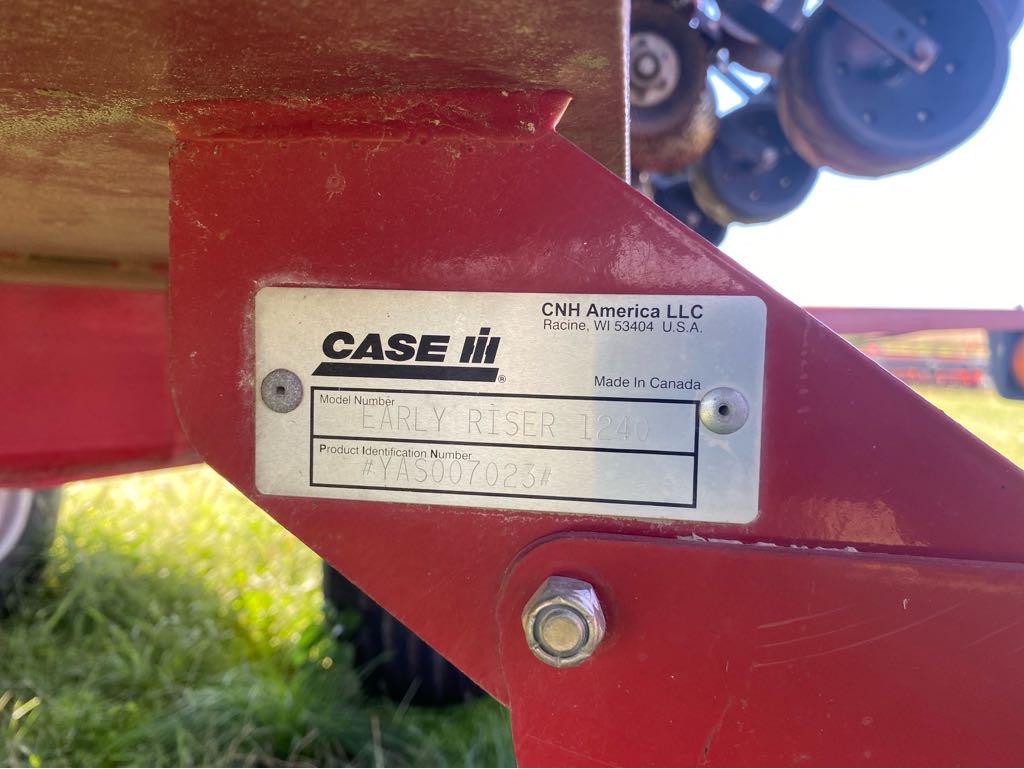 CNH America LLC
Racine, WI 53404 U.S.A.
CASE IH
®
Made In Canada
Model Number
EARLY RISER 1240
Product Identification Number
#YAS007023#